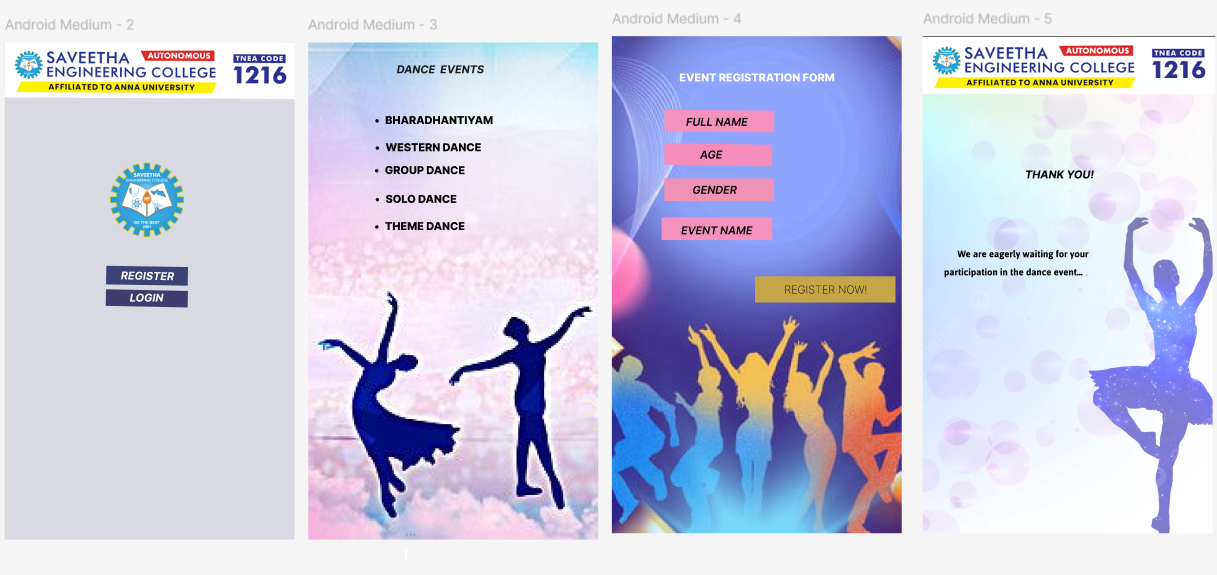 Android Medium - 2
SAVEETHA AUTONOMOUS
ENGINEERING COLLEGE
AFFILIATED TO ANNA UNIVERSITY
TNEA CODE
1216
SAVEETHA
ENGINEERING COLLEGE
BE THE BEST
2001
REGISTER
LOGIN
Android Medium - 3
DANCE EVENTS
• BHARADHANTIYAM
• WESTERN DANCE
• GROUP DANCE
• SOLO DANCE
• THEME DANCE
Android Medium - 4
EVENT REGISTRATION FORM
FULL NAME
AGE
GENDER
EVENT NAME
REGISTER NOW!
Android Medium - 5
SAVEETHA AUTONOMOUS
ENGINEERING COLLEGE
AFFILIATED TO ANNA UNIVERSITY
TNEA CODE
1216
THANK YOU!
We are eagerly waiting for your
participation in the dance event... .